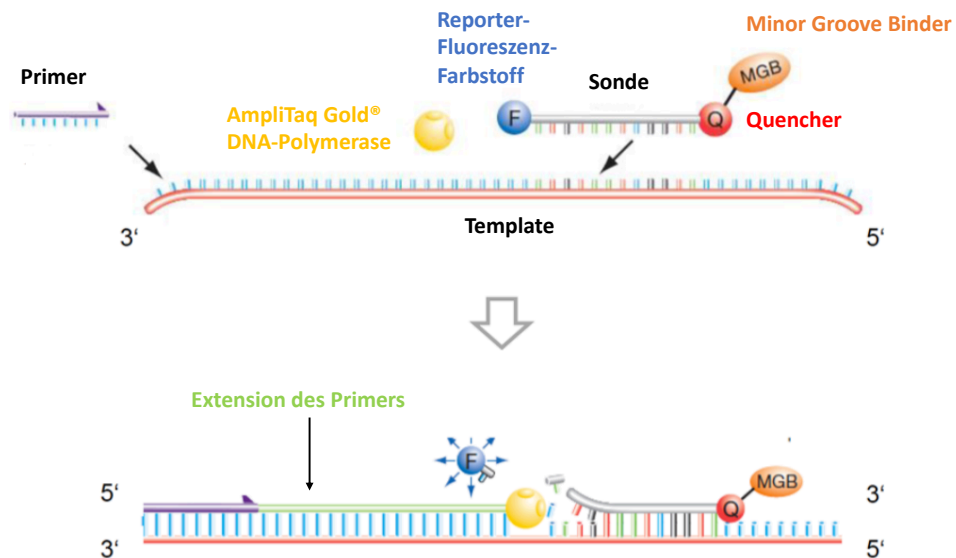 Reporter-
Fluoreszenz-
Farbstoff
Minor Groove Binder
Primer
Sonde
MGB
AmpliTaq Gold®
DNA-Polymerase
F
Q
Quencher
Template
3‘
5‘
Extension des Primers
F
MGB
5‘
Q
3‘
3‘
5‘